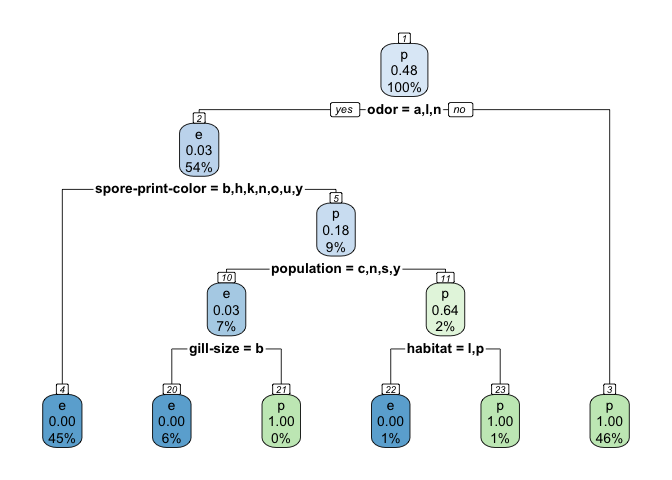 1
p
0.48
100%
yes odor = a,l,n no
2
e
0.03
54%
spore-print-color = b,h,k,n,o,u,y
5
p
0.18
9%
population = c,n,s,y
10
e
0.03
7%
11
p
0.64
2%
gill-size = b
habitat = l,p
4
e
0.00
45%
20
e
0.00
6%
21
p
1.00
0%
22
e
0.00
1%
23
p
1.00
1%
3
p
1.00
46%